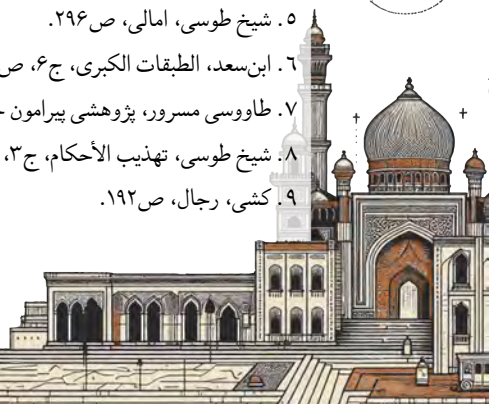 ۵. شیخ طوسی، امالی، ص۲۹۶.
۶. ابن‌سعد، الطبقات الکبری، ج۶، ص
۷. طاووسی مسرور، پژوهشی پیرامون
۸. شیخ طوسی، تهذیب الأحکام، ج۳،
۹. کشی، رجال، ص۱۹۲.